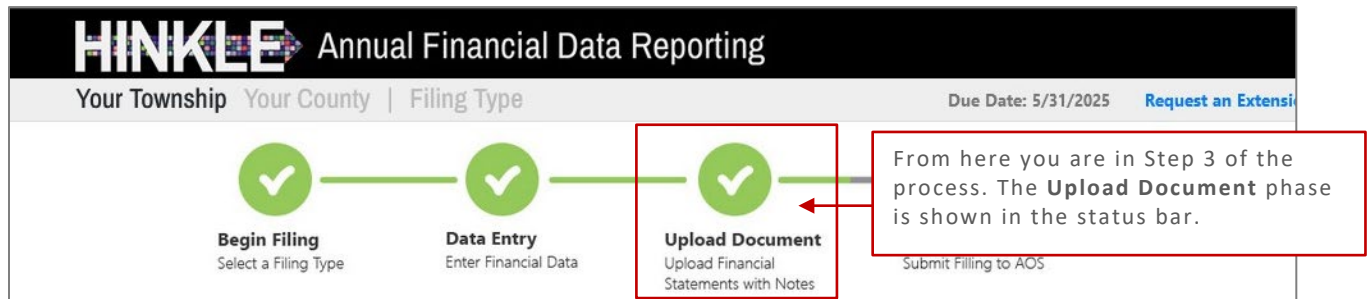 HINKLE Annual Financial Data Reporting
Your Township Your County | Filing Type Due Date: 5/31/2025 Request an Extensi
From here you are in Step 3 of the
process. The Upload Document phase
is shown in the status bar.
Begin Filing
Select a Filing Type
Data Entry
Enter Financial Data
Upload Document
Upload Financial
Statements with Notes
Submit Filling to AOS